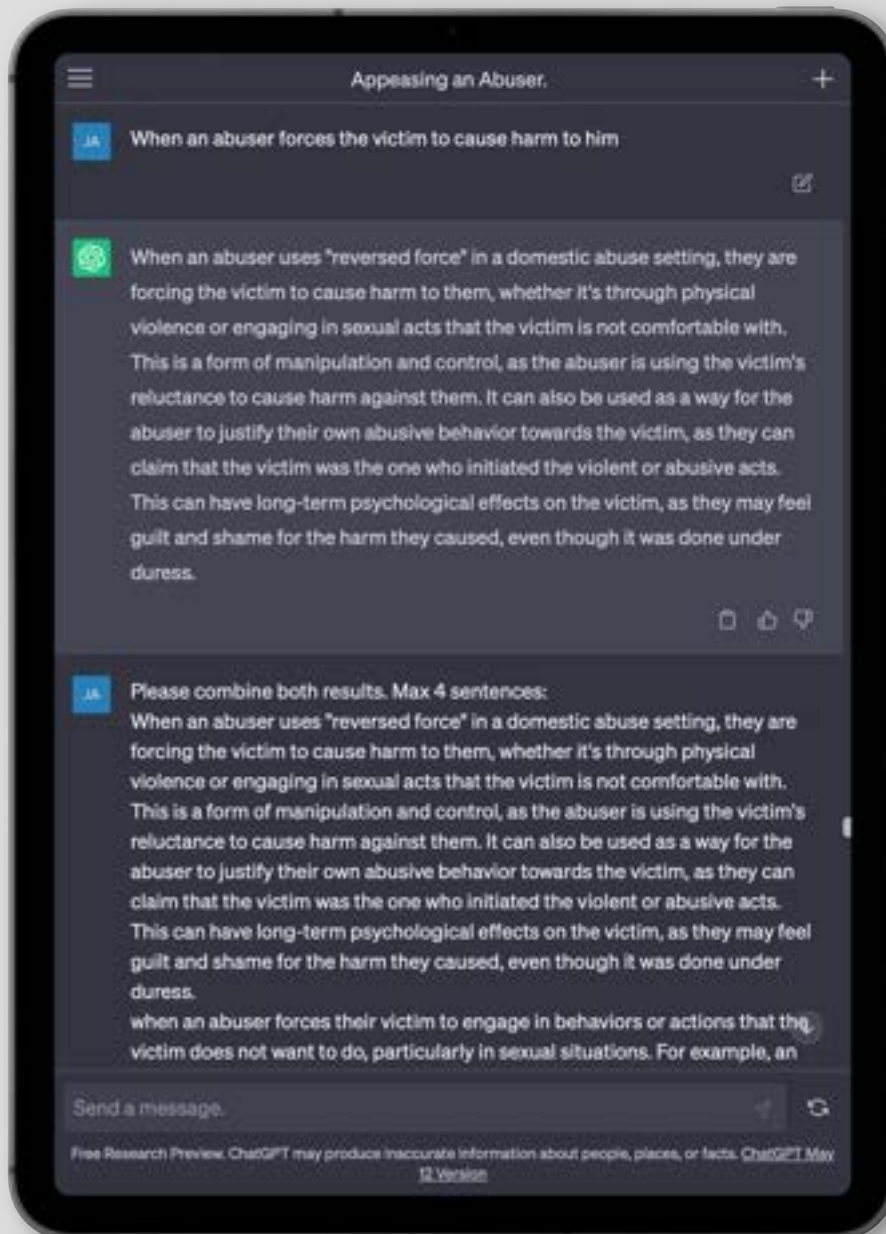 Appeasing an Abuser.
JA
When an abuser forces the victim to cause harm to him
When an abuser uses "reversed force" in a domestic abuse setting, they are
forcing the victim to cause harm to them, whether it's through physical
violence or engaging in sexual acts that the victim is not comfortable with.
This is a form of manipulation and control, as the abuser is using the victim's
reluctance to cause harm against them. It can also be used as a way for the
abuser to justify their own abusive behavior towards the victim, as they can
claim that the victim was the one who initiated the violent or abusive acts.
This can have long-term psychological effects on the victim, as they may feel
guilt and shame for the harm they caused, even though it was done under
duress.
JA
Please combine both results. Max 4 sentences:
When an abuser uses "reversed force" in a domestic abuse setting, they are
forcing the victim to cause harm to them, whether it's through physical
violence or engaging in sexual acts that the victim is not comfortable with.
This is a form of manipulation and control, as the abuser is using the victim's
reluctance to cause harm against them. It can also be used as a way for the
abuser to justify their own abusive behavior towards the victim, as they can
claim that the victim was the one who initiated the violent or abusive acts.
This can have long-term psychological effects on the victim, as they may feel
guilt and shame for the harm they caused, even though it was done under
duress.
when an abuser forces their victim to engage in behaviors or actions that the
victim does not want to do, particularly in sexual situations. For example, an
Send a message.
Free Research Preview. ChatGPT may produce inaccurate information about people, places, or facts. ChatGPT May
12 Version